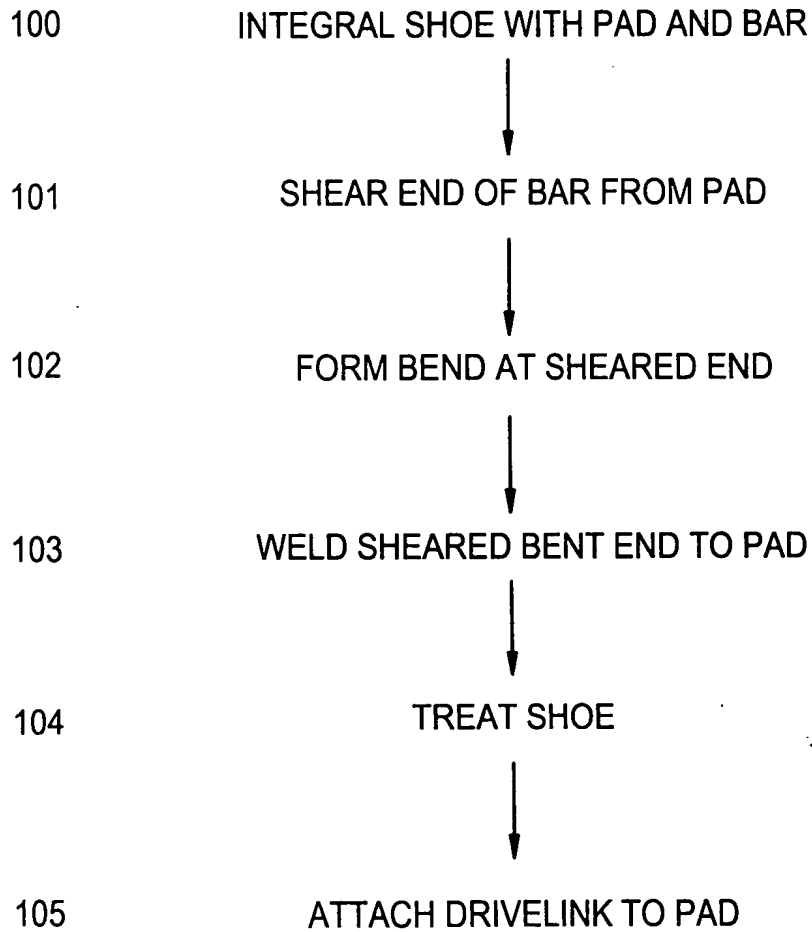 100 INTEGRAL SHOE WITH PAD AND BAR
101 SHEAR END OF BAR FROM PAD
102 FORM BEND AT SHEARED END
103 WELD SHEARED BENT END TO PAD
104 TREAT SHOE
105 ATTACH DRIVELINK TO PAD